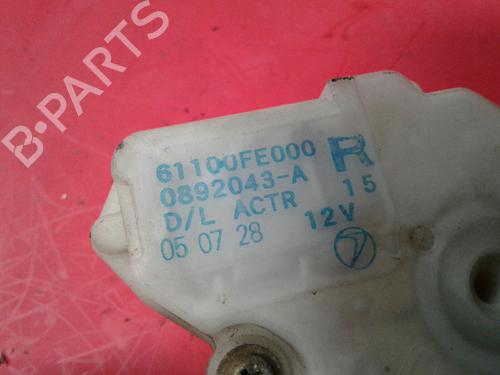 B-PARTS
61100FE000 R
0892043-A 15
D/L ACTR 12V
05 07 28